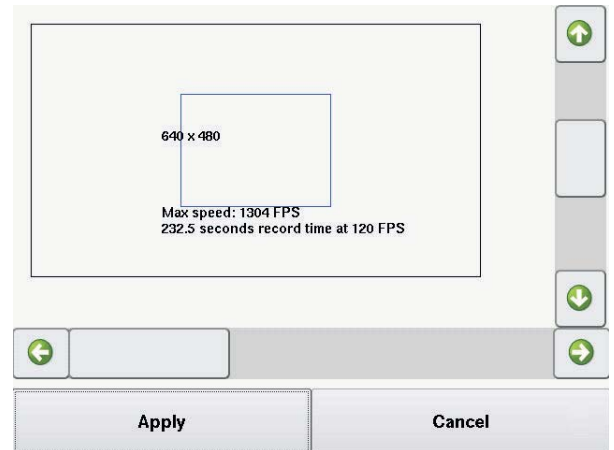 640 x 480
Max speed: 1304 FPS
232.5 seconds record time at 120 FPS
Apply
Cancel